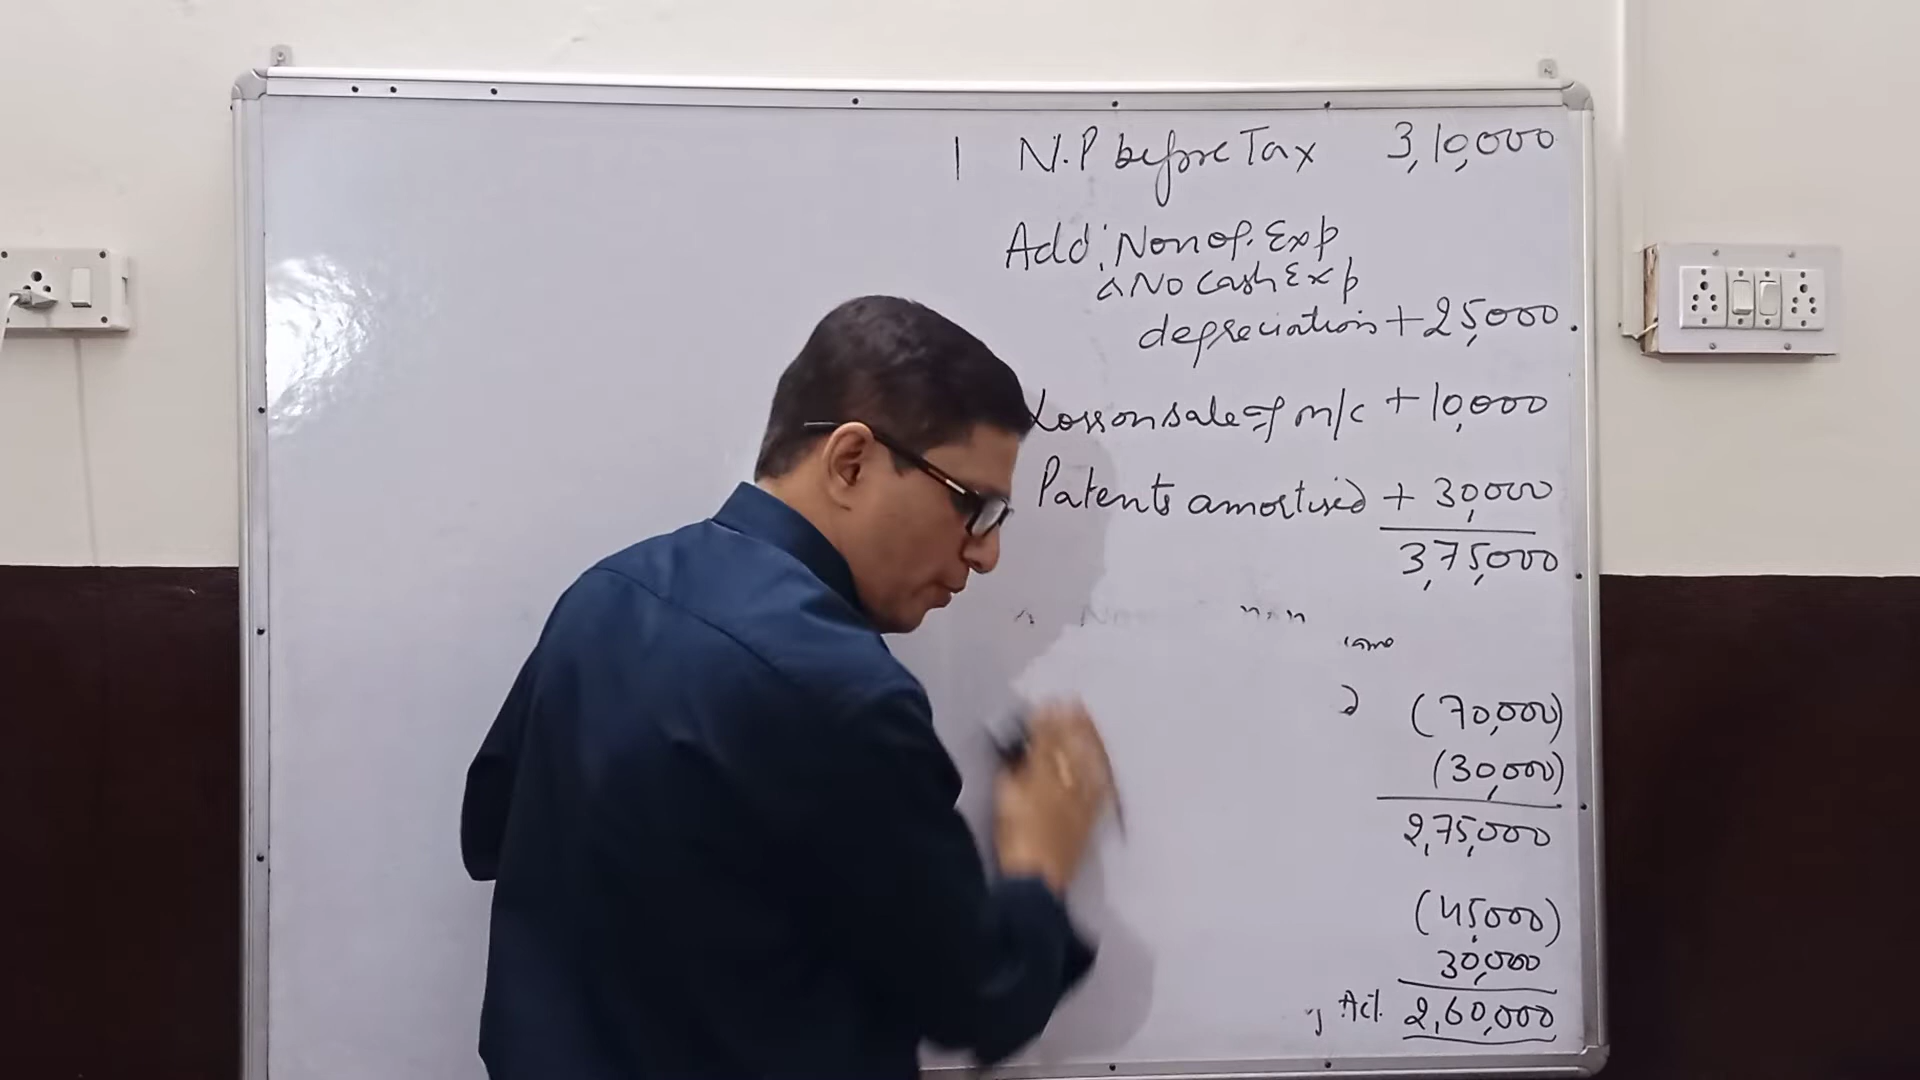 1 N.P before Tax 3,10,000
Add: Non op. Exp
& No cash Exp
depreciation + 25,000.
Loss on sale of m/c + 10,000
Patents amortised + 30,000
3,75,000
(70,000)
(30,000)
2,75,000
(45,000)
30,000
Act. 2,60,000